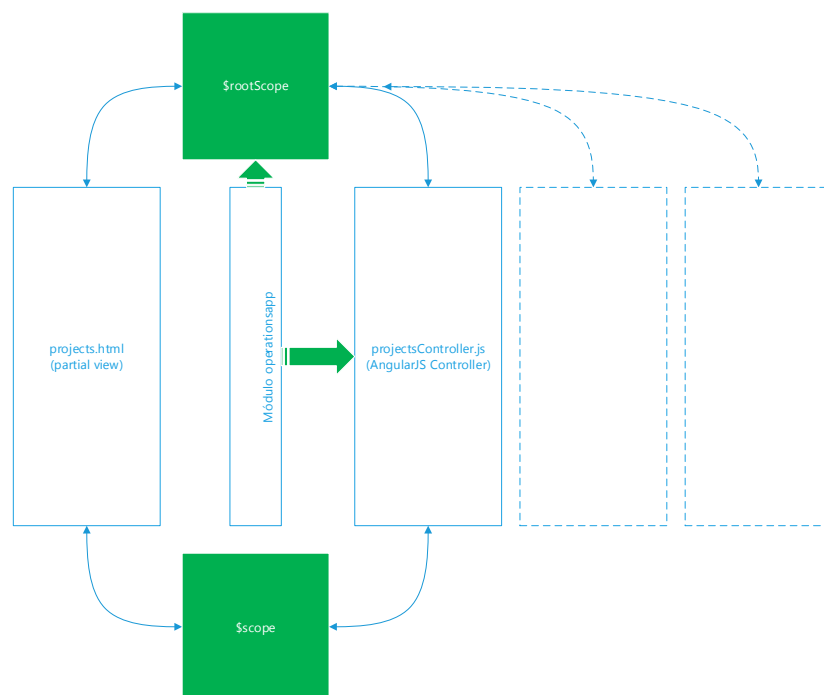 $rootScope
projects.html
(partial view)
Módulo operationsapp
projectsController.js
(AngularJS Controller)
$scope